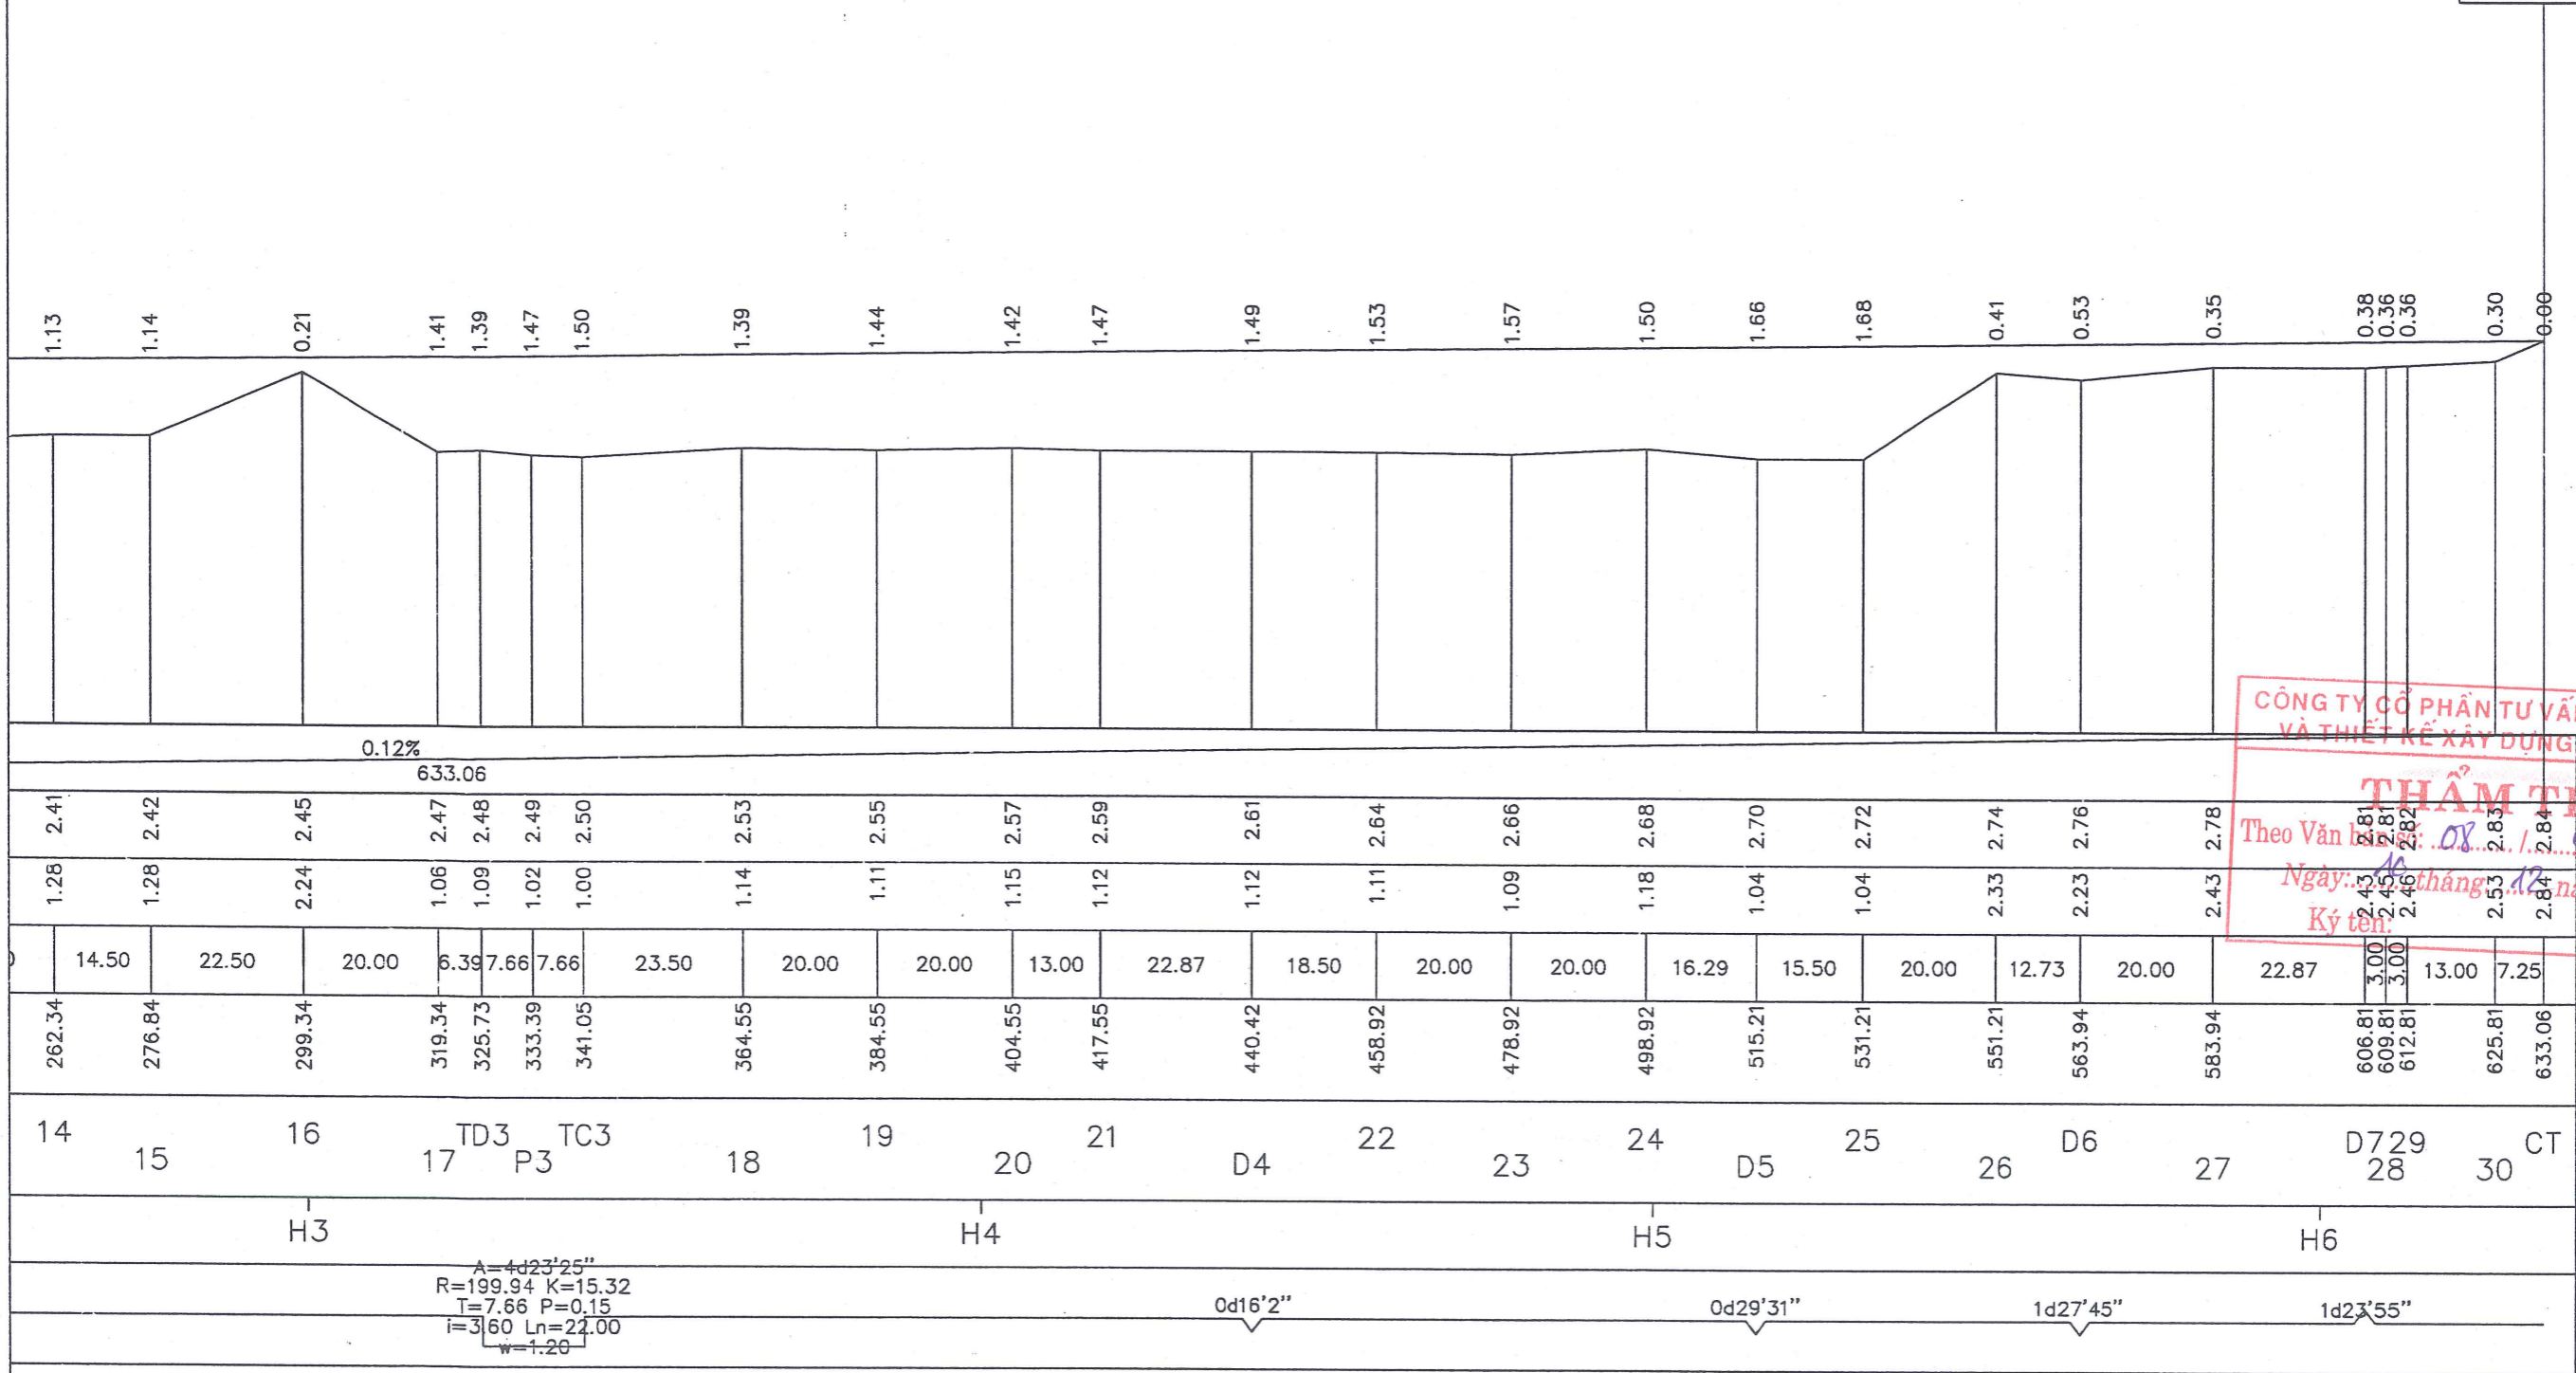 1.13 1.14 0.21 1.41 1.39 1.47 1.50 1.39 1.44 1.42 1.47 1.49 1.53 1.57 1.50 1.66 1.68 0.41 0.53 0.35 0.38 0.36 0.36 0.30 0.00
CÔNG TY CỔ PHẦN TƯ VẤ
VÀ THIẾT KẾ XÂY DỰNG
0.12%
633.06
THẨM T
2.41 2.42 2.45 2.47 2.48 2.49 2.50 2.53 2.55 2.57 2.59 2.61 2.64 2.66 2.68 2.70 2.72 2.74 2.76 2.78 2.81 2.81 2.82 2.83 2.84
Theo Văn bản số: 08 /
1.28 1.28 2.24 1.06 1.09 1.02 1.00 1.14 1.11 1.15 1.12 1.12 1.11 1.09 1.18 1.04 1.04 2.33 2.23 2.43 2.43 2.45 2.46 2.53 2.84
Ngày: 10 tháng: 12 nă
Ký tên:
14.50 22.50 20.00 6.39 7.66 7.66 23.50 20.00 20.00 13.00 22.87 18.50 20.00 20.00 16.29 15.50 20.00 12.73 20.00 22.87 3.00 3.00 13.00 7.25
262.34 276.84 299.34 319.34 325.73 333.39 341.05 364.55 384.55 404.55 417.55 440.42 458.92 478.92 498.92 515.21 531.21 551.21 563.94 583.94 606.81 609.81 612.81 625.81 633.06
14 16 TD3 TC3 19 21 22 24 25 D6 D7 29 CT
15 17 P3 18 20 D4 23 D5 26 27 28 30
H3 H4 H5 H6
A=4d23'25"
R=199.94 K=15.32
T=7.66 P=0.15
i=3.60 Ln=22.00
w=1.20
0d16'2" 0d29'31" 1d27'45" 1d23'55"